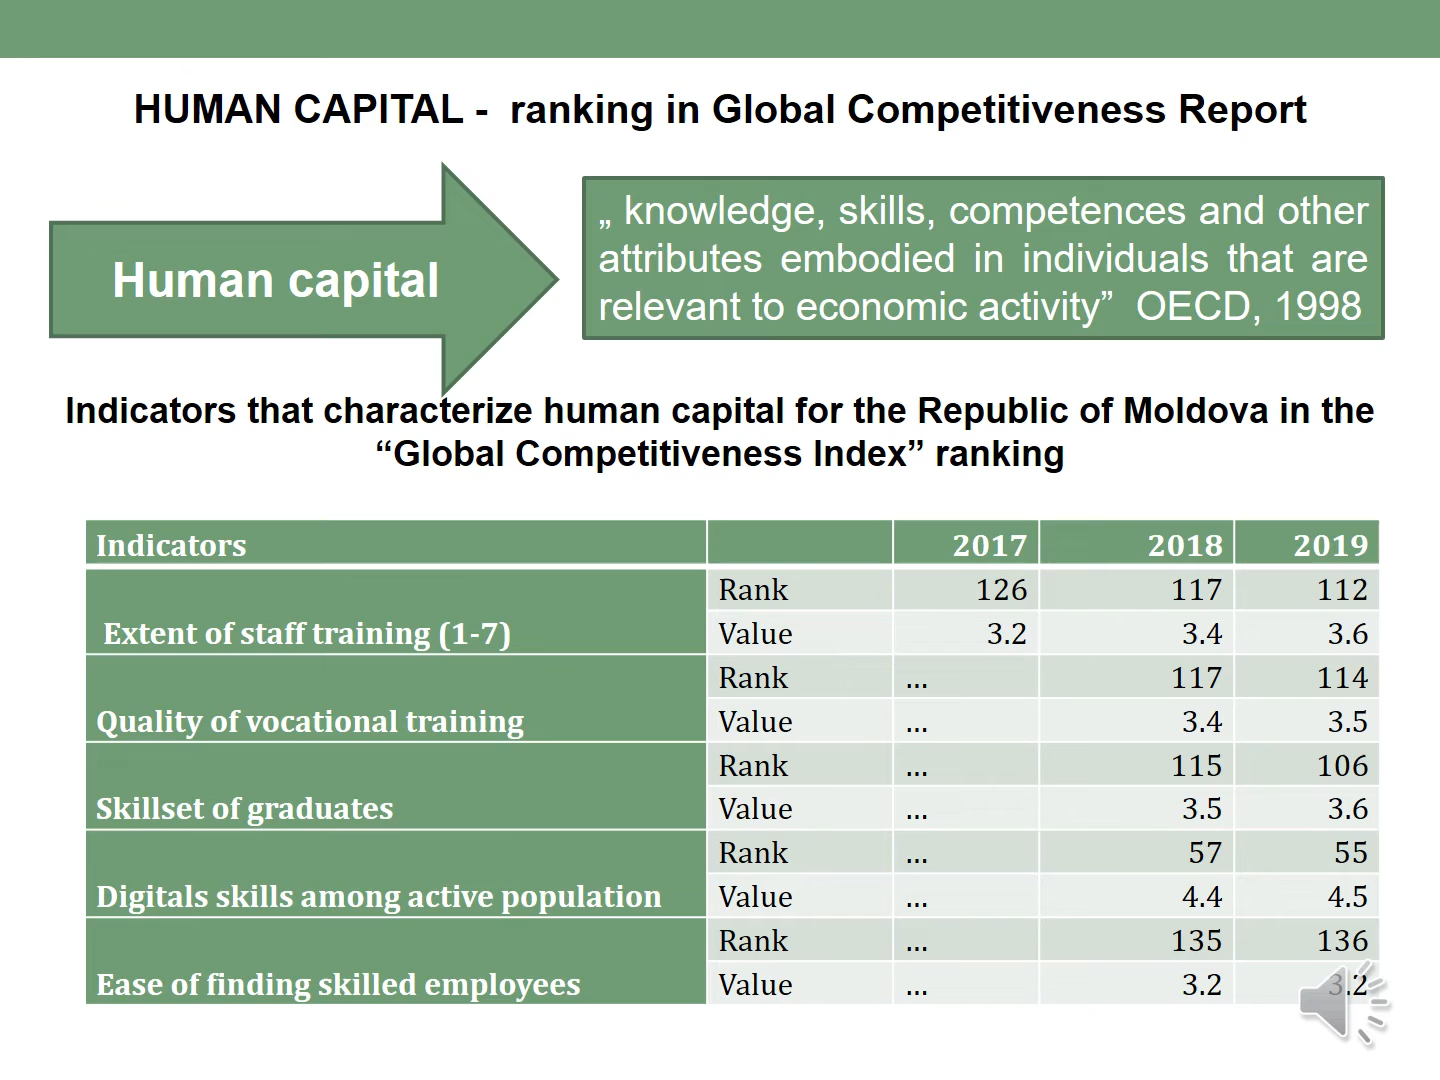 HUMAN CAPITAL - ranking in Global Competitiveness Report
Human capital
„ knowledge, skills, competences and other
attributes embodied in individuals that are
relevant to economic activity” OECD, 1998
Indicators that characterize human capital for the Republic of Moldova in the
“Global Competitiveness Index” ranking
Indicators 2017 2018 2019
Extent of staff training (1-7)
Rank 126 117 112
Value 3.2 3.4 3.6
Quality of vocational training
Rank ... 117 114
Value ... 3.4 3.5
Skillset of graduates
Rank ... 115 106
Value ... 3.5 3.6
Digitals skills among active population
Rank ... 57 55
Value ... 4.4 4.5
Ease of finding skilled employees
Rank ... 135 136
Value ... 3.2 3.2